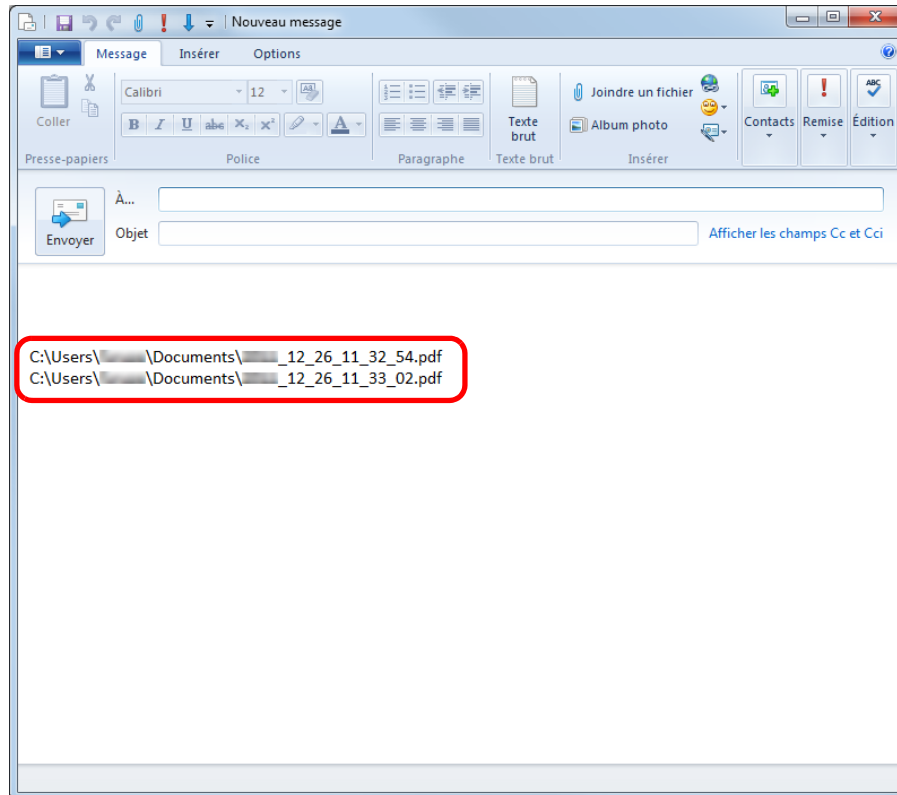 Nouveau message
Message Insérer Options
Calibri 12
Coller
Texte brut
Joindre un fichier
Album photo
Contacts Remise Édition
ABC
Presse-papiers Police Paragraphe Texte brut Insérer
À...
Envoyer
Objet
Afficher les champs Cc et Cci
C:\Users\ \Documents\ _12_26_11_32_54.pdf
C:\Users\ \Documents\ _12_26_11_33_02.pdf